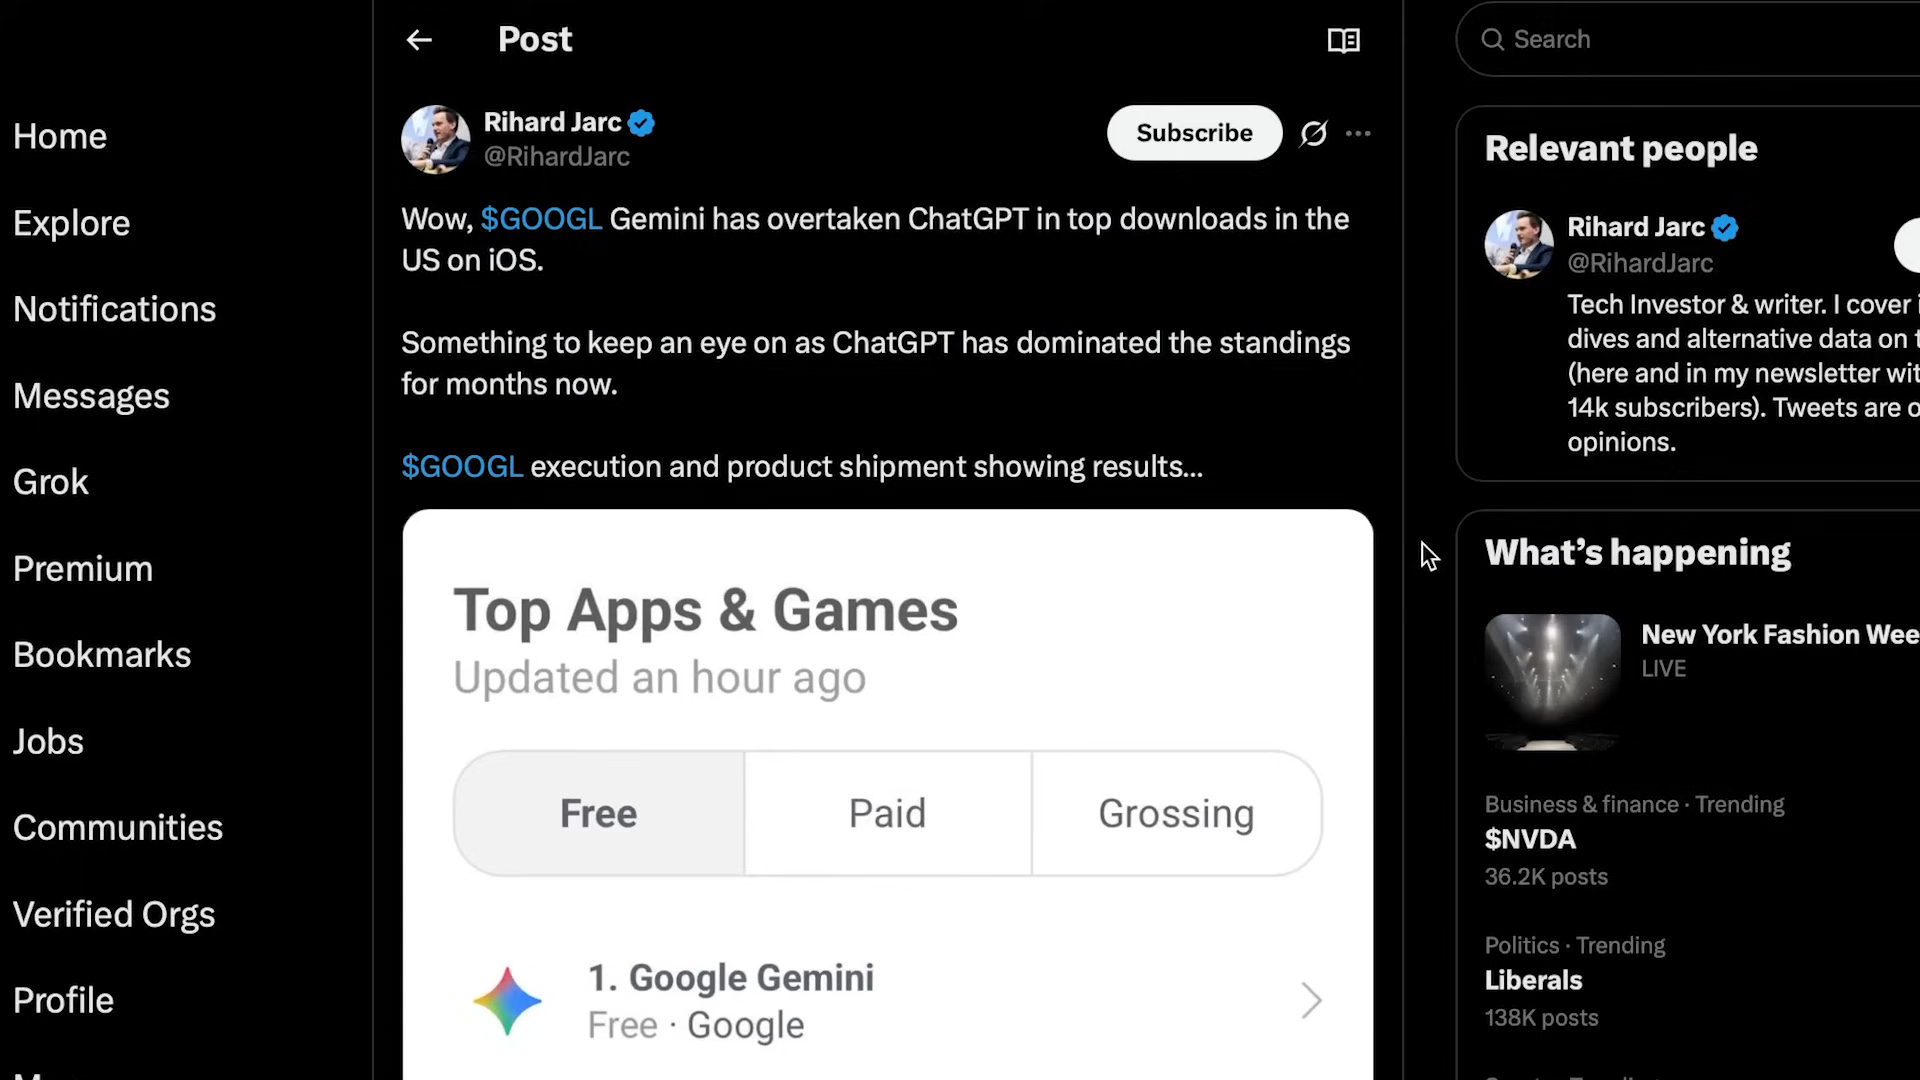 Home
Explore
Notifications
Messages
Grok
Premium
Bookmarks
Jobs
Communities
Verified Orgs
Profile
Post
Rihard Jarc
@RihardJarc
Subscribe
Wow, $GOOGL Gemini has overtaken ChatGPT in top downloads in the
US on iOS.
Something to keep an eye on as ChatGPT has dominated the standings
for months now.
$GOOGL execution and product shipment showing results...
Top Apps & Games
Updated an hour ago
Free
Paid
Grossing
1. Google Gemini
Free · Google
Search
Relevant people
Rihard Jarc
@RihardJarc
Tech Investor & writer. I cover
dives and alternative data on
(here and in my newsletter
14k subscribers). Tweets are
opinions.
What's happening
New York Fashion
LIVE
Business & finance · Trending
$NVDA
36.2K posts
Politics · Trending
Liberals
138K posts